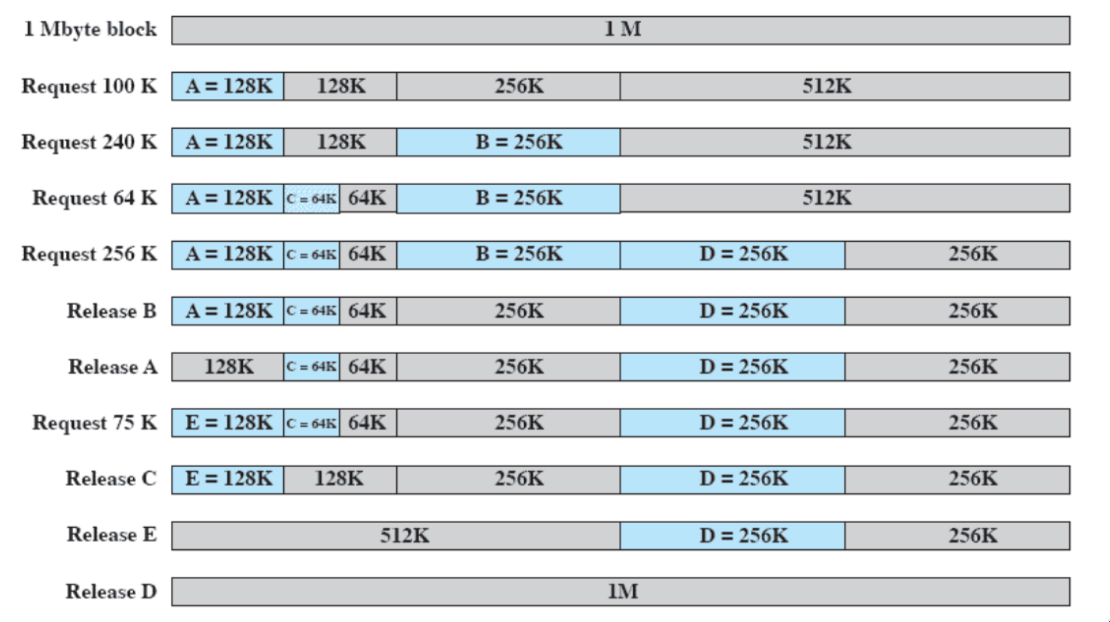 1 Mbyte block 1 M
Request 100 K A = 128K 128K 256K 512K
Request 240 K A = 128K 128K B = 256K 512K
Request 64 K A = 128K C = 64K 64K B = 256K 512K
Request 256 K A = 128K C = 64K 64K B = 256K D = 256K 256K
Release B A = 128K C = 64K 64K 256K D = 256K 256K
Release A 128K C = 64K 64K 256K D = 256K 256K
Request 75 K E = 128K C = 64K 64K 256K D = 256K 256K
Release C E = 128K 128K 256K D = 256K 256K
Release E 512K D = 256K 256K
Release D 1M